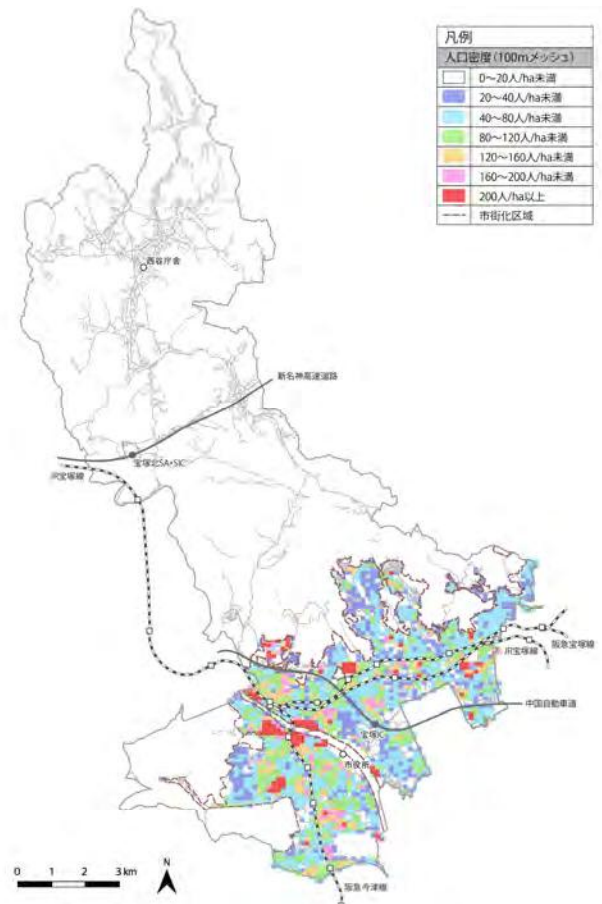 凡例
人口密度(100mメッシュ)
0～20人/ha未満
20～40人/ha未満
40～80人/ha未満
80～120人/ha未満
120～160人/ha未満
160～200人/ha未満
200人/ha以上
市街化区域
西谷庁舎
新名神高速道路
宝塚北SA・SIC
JR宝塚線
阪急宝塚線
JR宝塚線
中国自動車道
宝塚IC
市役所
阪急今津線
0 1 2 3km
N